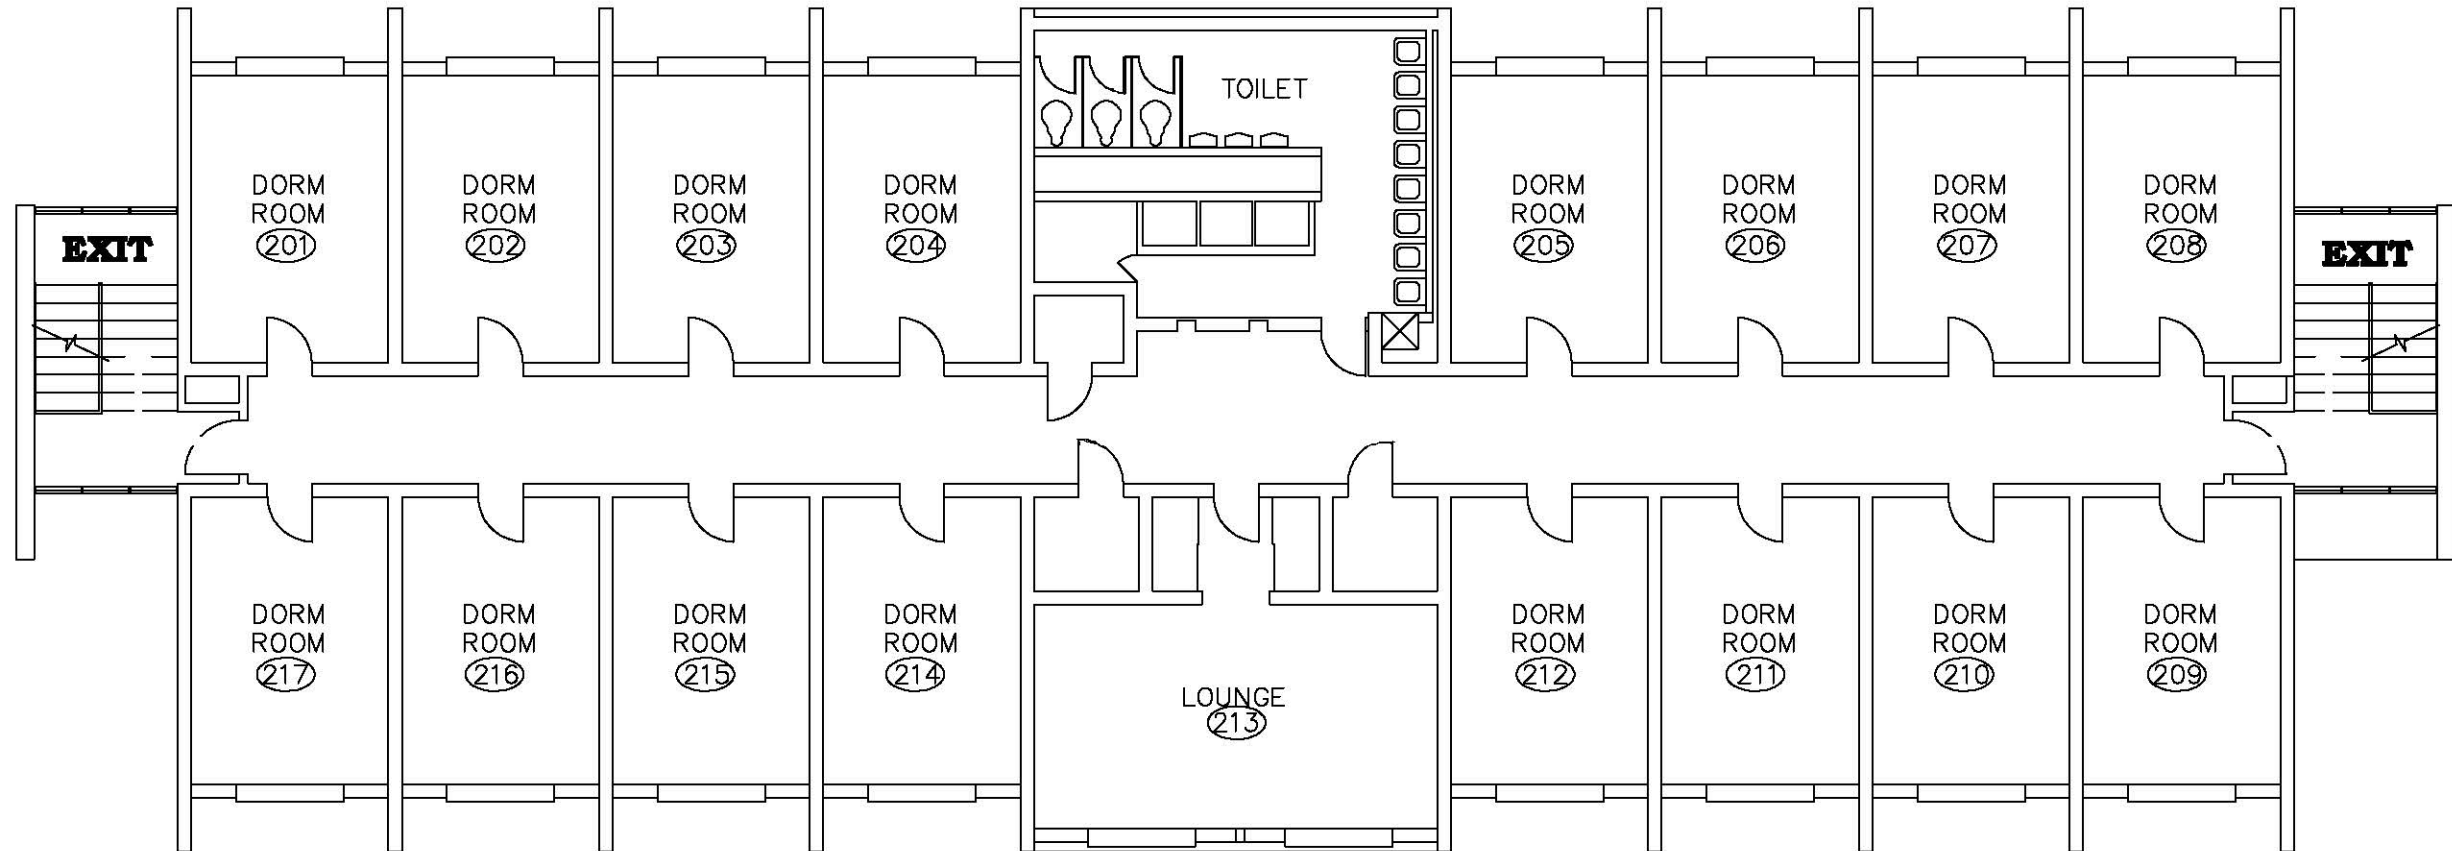 TOILET
DORM
ROOM
201
DORM
ROOM
202
DORM
ROOM
203
DORM
ROOM
204
DORM
ROOM
205
DORM
ROOM
206
DORM
ROOM
207
DORM
ROOM
208
EXIT
EXIT
DORM
ROOM
217
DORM
ROOM
216
DORM
ROOM
215
DORM
ROOM
214
LOUNGE
213
DORM
ROOM
212
DORM
ROOM
211
DORM
ROOM
210
DORM
ROOM
209